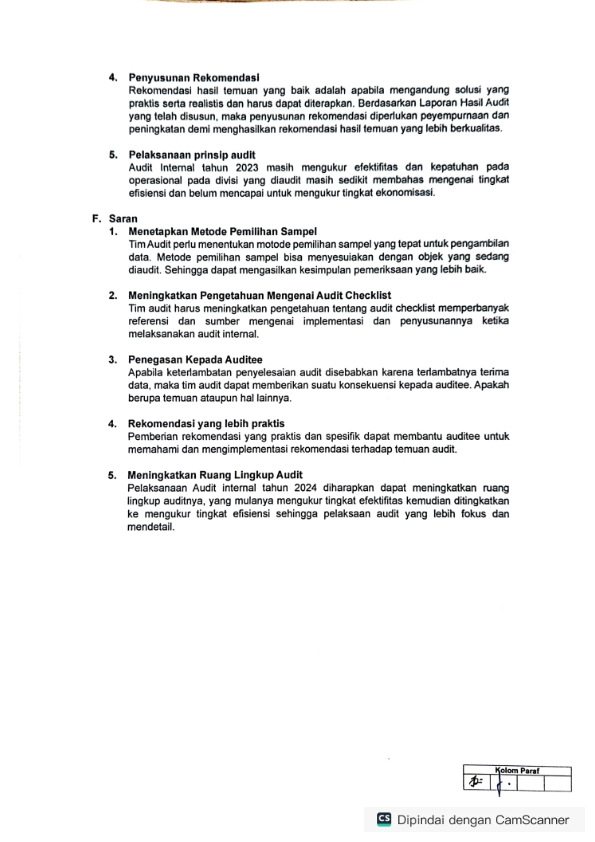 4. Penyusunan Rekomendasi
Rekomendasi hasil temuan yang baik adalah apabila mengandung solusi yang
praktis serta realistis dan harus dapat diterapkan. Berdasarkan Laporan Hasil Audit
yang telah disusun, maka penyusunan rekomendasi diperlukan peyempurnaan dan
peningkatan demi menghasilkan rekomendasi hasil temuan yang lebih berkualitas.
5. Pelaksanaan prinsip audit
Audit Internal tahun 2023 masih mengukur efektifitas dan kepatuhan pada
operasional pada divisi yang diaudit masih sedikit membahas mengenai tingkat
efisiensi dan belum mencapai untuk mengukur tingkat ekonomisasi.
F. Saran
1. Menetapkan Metode Pemilihan Sampel
Tim Audit perlu menentukan motode pemilihan sampel yang tepat untuk pengambilan
data. Metode pemilihan sampel bisa menyesuiakan dengan objek yang sedang
diaudit. Sehingga dapat mengasilkan kesimpulan pemeriksaan yang lebih baik.
2. Meningkatkan Pengetahuan Mengenai Audit Checklist
Tim audit harus meningkatkan pengetahuan tentang audit checklist memperbanyak
referensi dan sumber mengenai implementasi dan penyusunannya ketika
melaksanakan audit internal.
3. Penegasan Kepada Auditee
Apabila keterlambatan penyelesaian audit disebabkan karena terlambatnya terima
data, maka tim audit dapat memberikan suatu konsekuensi kepada auditee. Apakah
berupa temuan ataupun hal lainnya.
4. Rekomendasi yang lebih praktis
Pemberian rekomendasi yang praktis dan spesifik dapat membantu auditee untuk
memahami dan mengimplementasi rekomendasi terhadap temuan audit.
5. Meningkatkan Ruang Lingkup Audit
Pelaksanaan Audit internal tahun 2024 diharapkan dapat meningkatkan ruang
lingkup auditnya, yang mulanya mengukur tingkat efektifitas kemudian ditingkatkan
ke mengukur tingkat efisiensi sehingga pelaksaan audit yang lebih fokus dan
mendetail.
Kolom Paraf
CS Dipindai dengan CamScanner